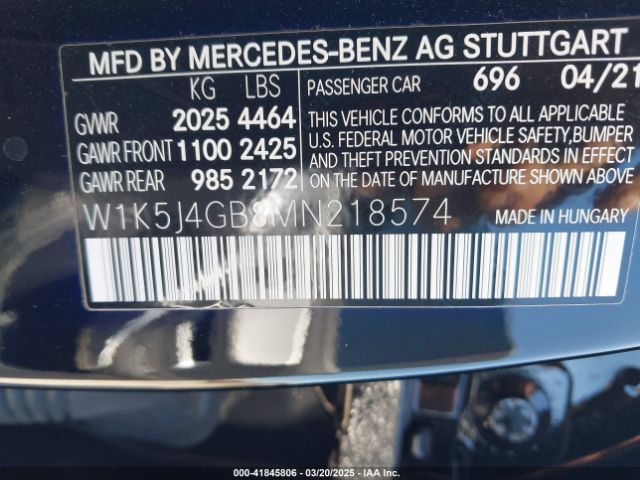 MFD BY MERCEDES-BENZ AG STUTTGART
KG LBS
GVWR 2025 4464
GAWR FRONT 1100 2425
GAWR REAR 985 2172
PASSENGER CAR 696 04/21
THIS VEHICLE CONFORMS TO ALL APPLICABLE
U.S. FEDERAL MOTOR VEHICLE SAFETY,BUMPER
AND THEFT PREVENTION STANDARDS IN EFFECT
ON THE DATE OF MANUFACTURE SHOWN ABOVE
W1K5J4GB8MN218574
MADE IN HUNGARY
000-41845806 - 03/20/2025 - IAA Inc.